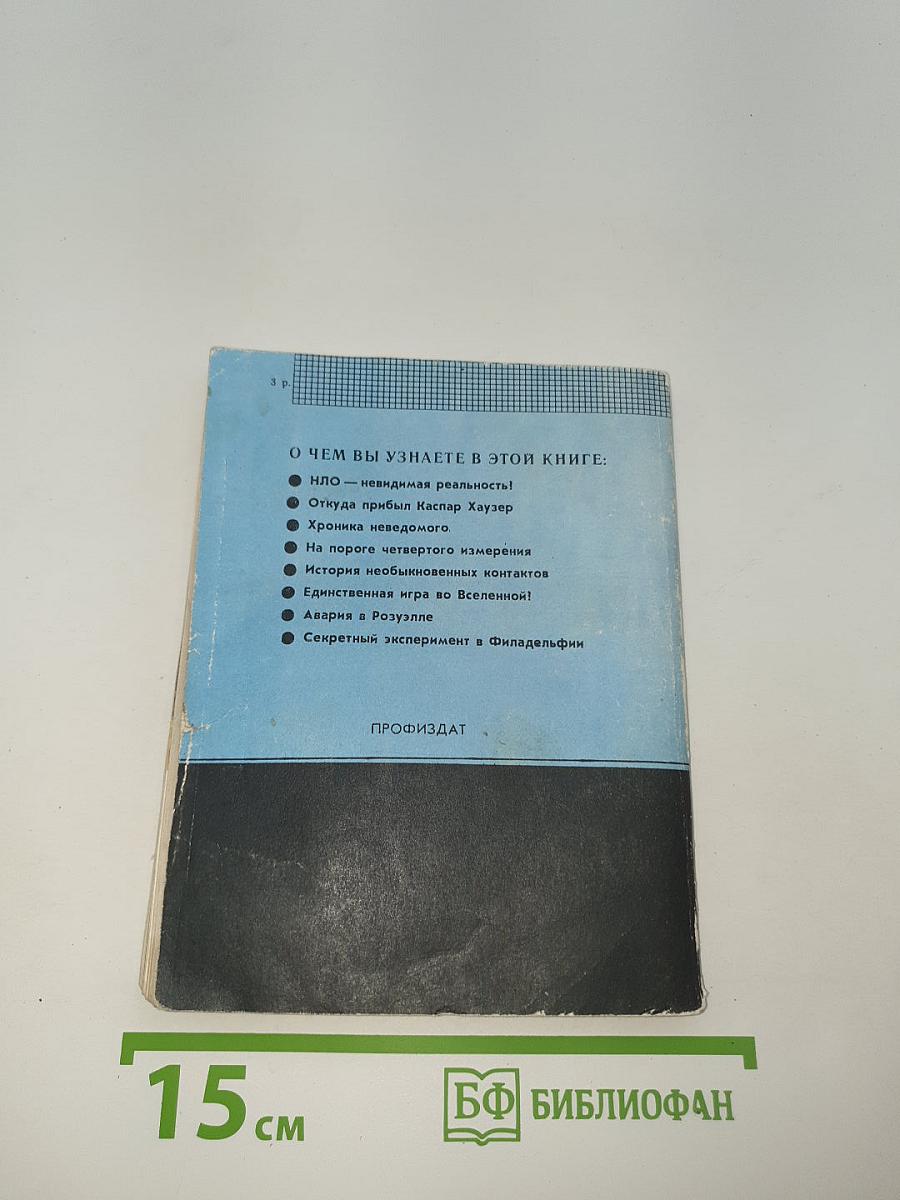 3 р.
О ЧЕМ ВЫ УЗНАЕТЕ В ЭТОЙ КНИГЕ:
● НЛО — невидимая реальность!
● Откуда прибыл Каспар Хаузер
● Хроника неведомого
● На пороге четвертого измерения
● История необыкновенных контактов
● Единственная игра во Вселенной!
● Авария в Розуэлле
● Секретный эксперимент в Филадельфии
ПРОФИЗДАТ
15 см
БФ БИБЛИОФАН